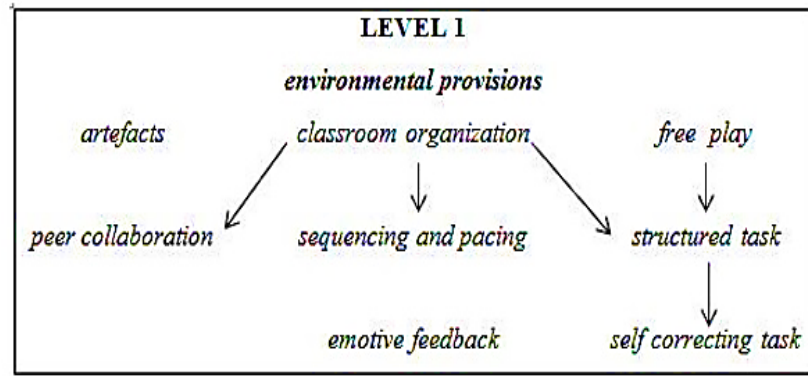 LEVEL 1
environmental provisions
artefacts classroom organization free play
peer collaboration sequencing and pacing structured task
emotive feedback self correcting task